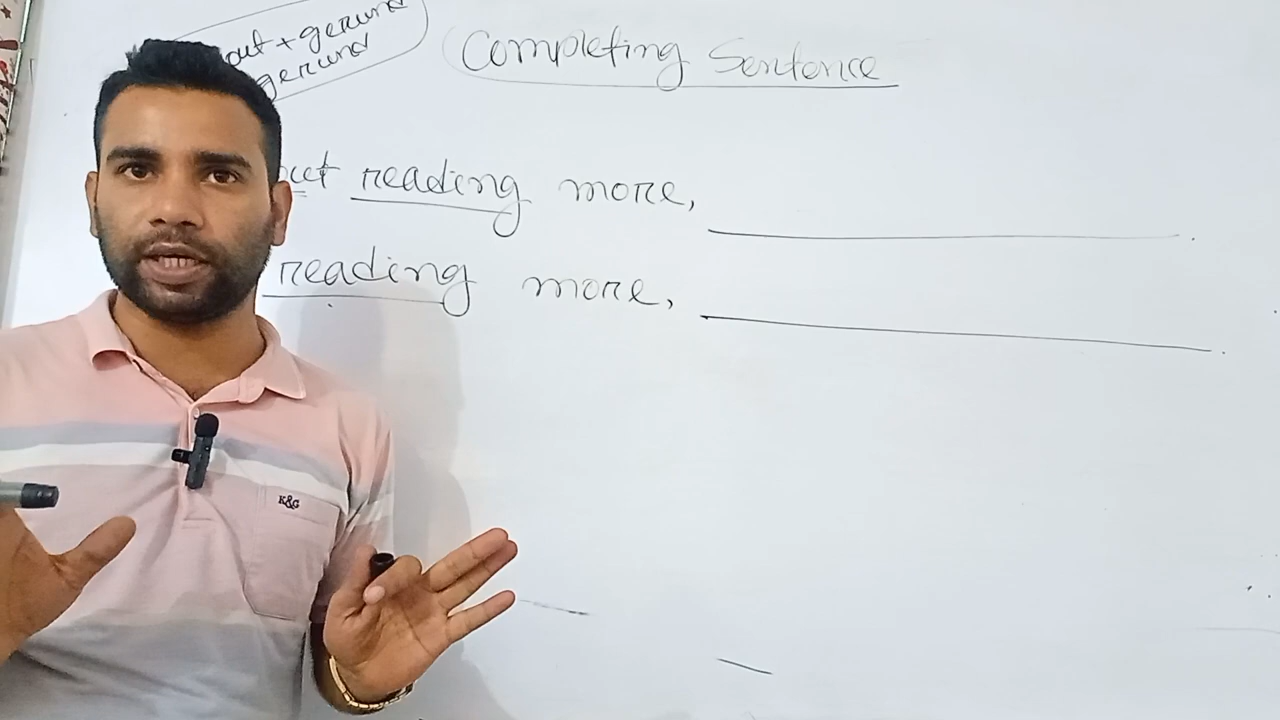 out + gerund
gerund
Completing Sentence
out reading more,
reading more,
K&G